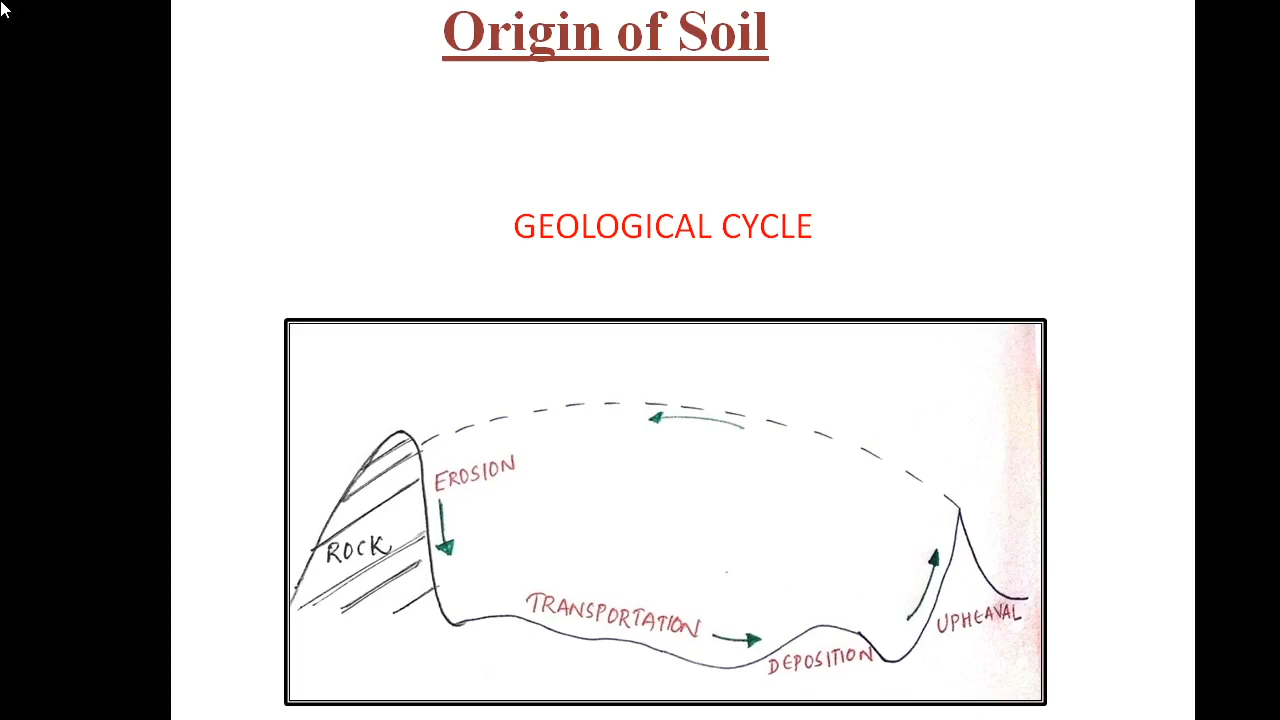 Origin of Soil
GEOLOGICAL CYCLE
EROSION
ROCK
TRANSPORTATION
DEPOSITION
UPHEAVAL